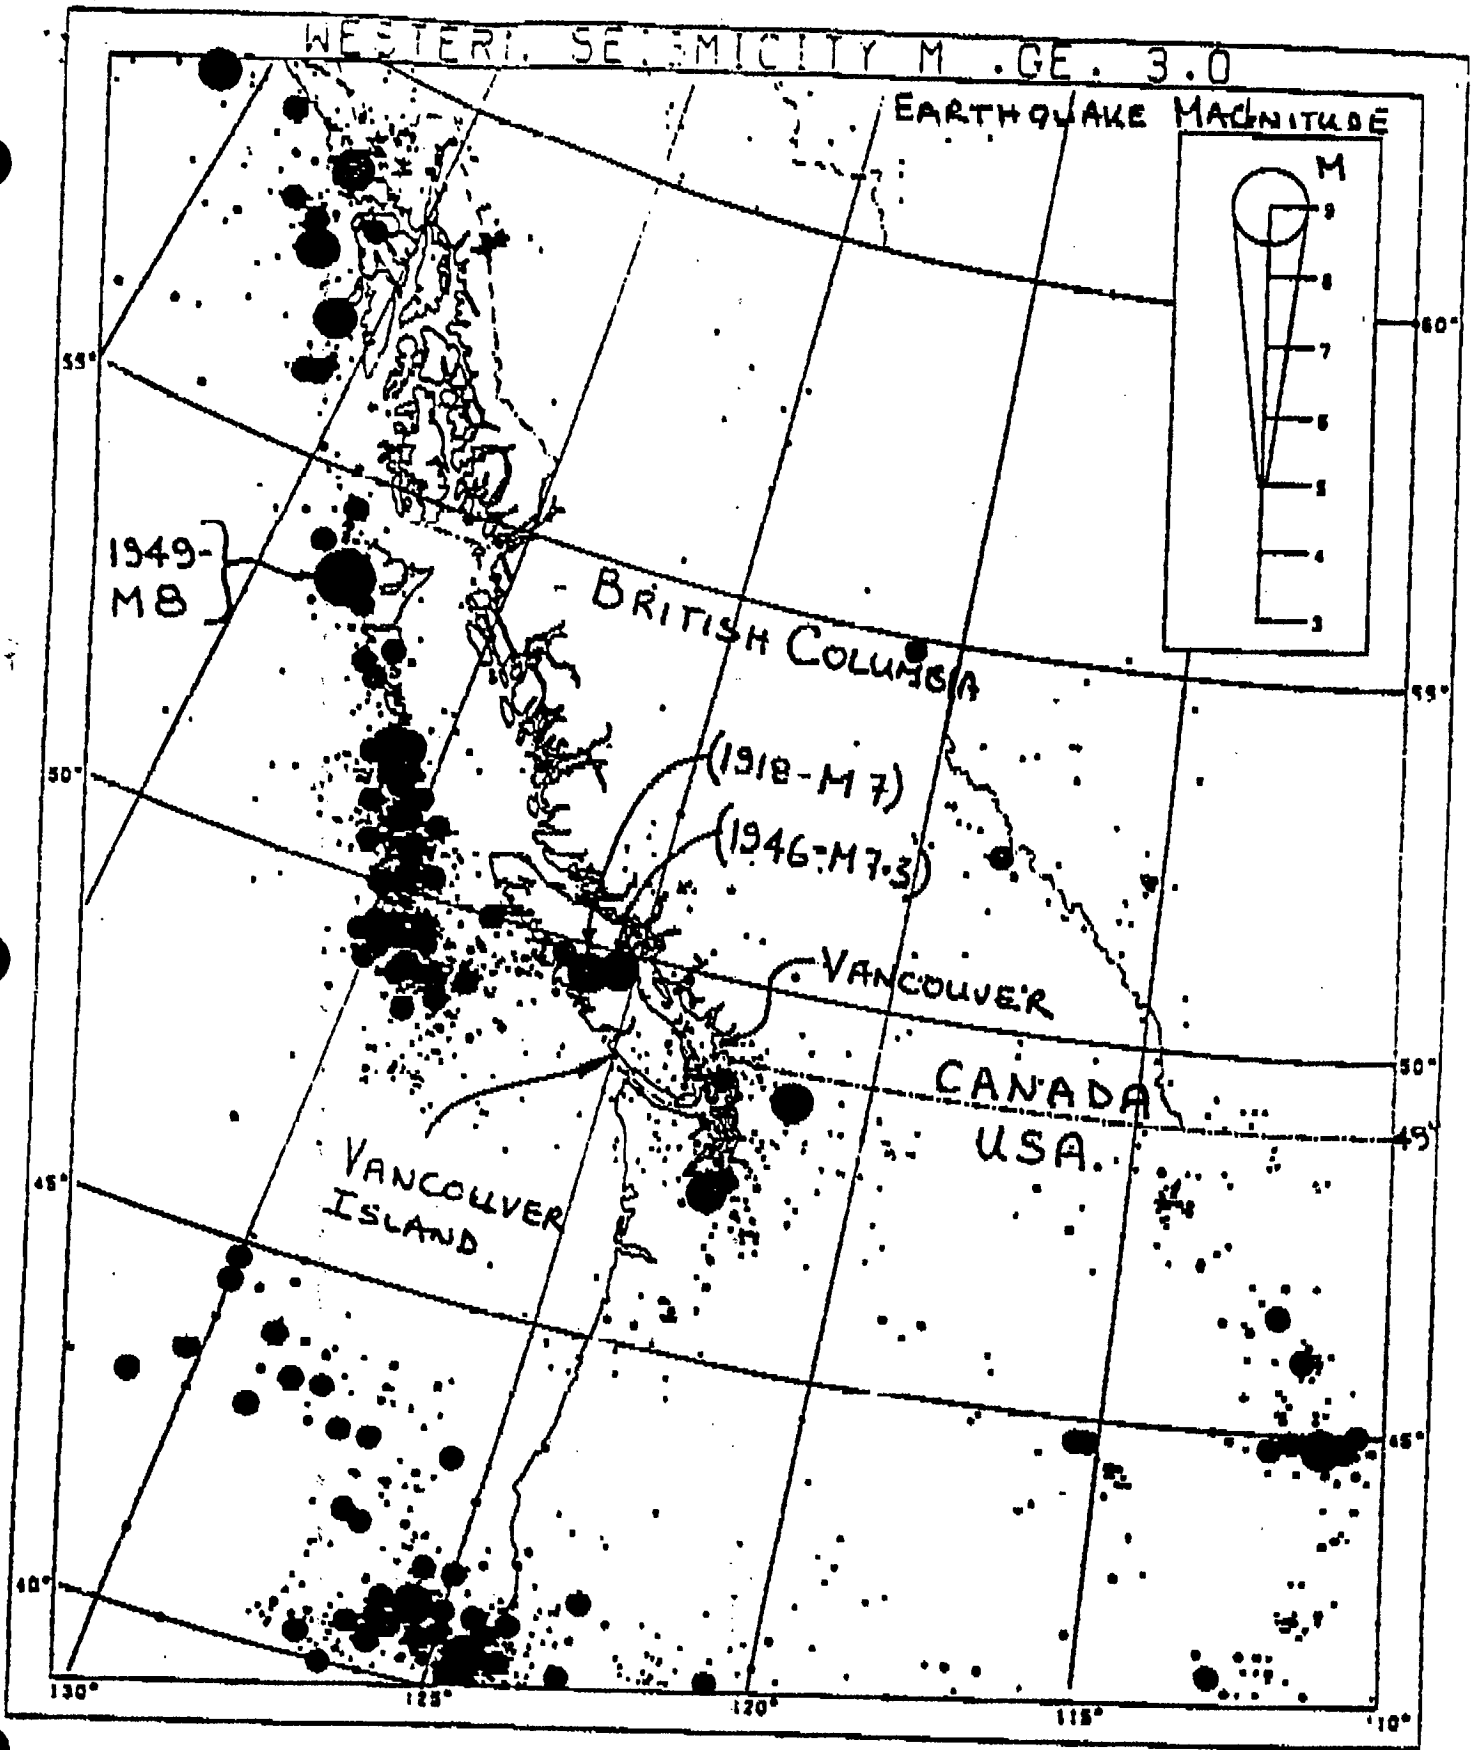 WESTERN SEISMICITY M .GE. 3.0
EARTHQUAKE MAGNITUDE
M
9
8
7
6
5
4
3
60°
55°
55°
1949-
M8
BRITISH COLUMBIA
(1918-M7)
(1946-M7.3)
50°
VANCOUVER
50°
CANADA
49°
USA.
VANCOUVER
ISLAND
45°
45°
40°
130°
125°
120°
115°
110°